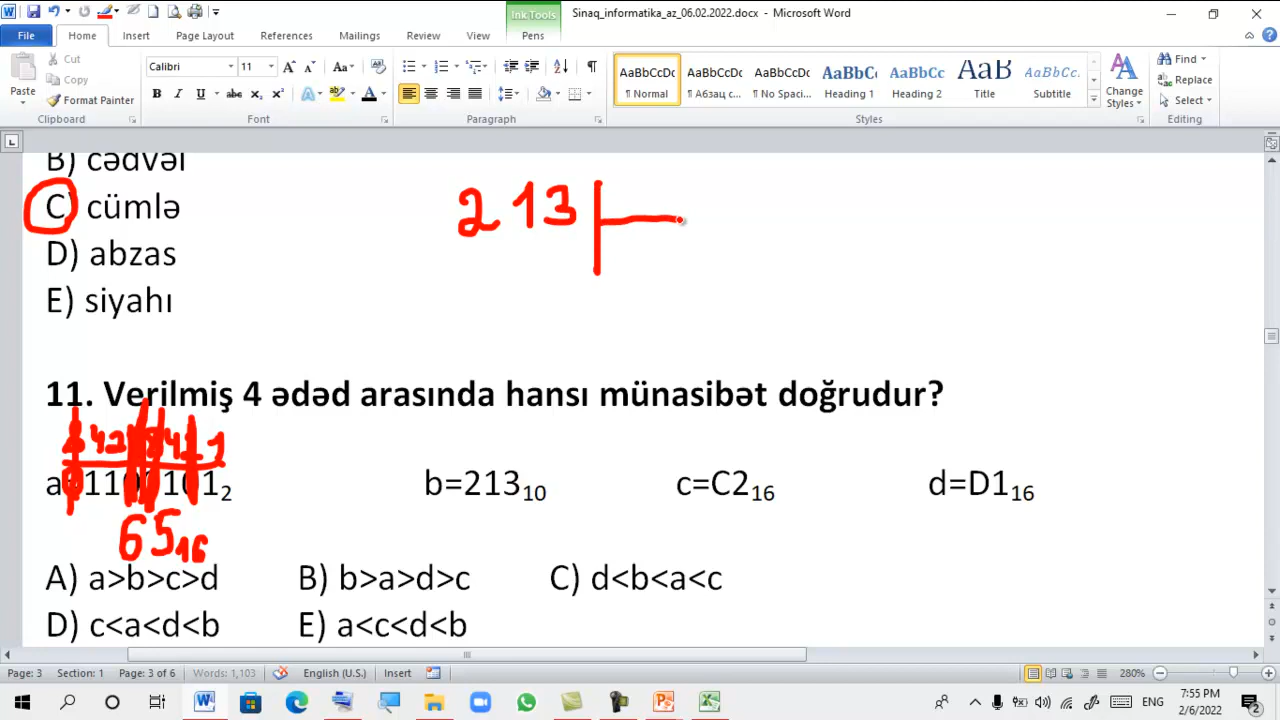 Ink Tools
Sinaq_informatika_az_06.02.2022.docx - Microsoft Word
File Home Insert Page Layout References Mailings Review View Pens
Cut
Calibri 11 Aa
AaBbCcDc AaBbCcDc AaBbCcDc AaBbC AaBbCc AaB AaBbCc.
Find
Copy
Replace
Paste Format Painter
¶ Normal ¶ Абзац с... ¶ No Spaci... Heading 1 Heading 2 Title Subtitle
Change Styles
Select
Clipboard Font Paragraph Styles Editing
B) cədvəl
C) cümlə
213
D) abzas
E) siyahı
11. Verilmiş 4 ədəd arasında hansı münasibət doğrudur?
b=213₁₀ c=C2₁₆ d=D1₁₆
65₁₆
A) a>b>c>d B) b>a>d>c C) d<b<a<c
D) c<a<d<b E) a<c<d<b
Page: 3 Section: 1 Page: 3 of 6 Words: 1,103 English (U.S.) Insert 280%
ENG 7:55 PM
2/6/2022 2